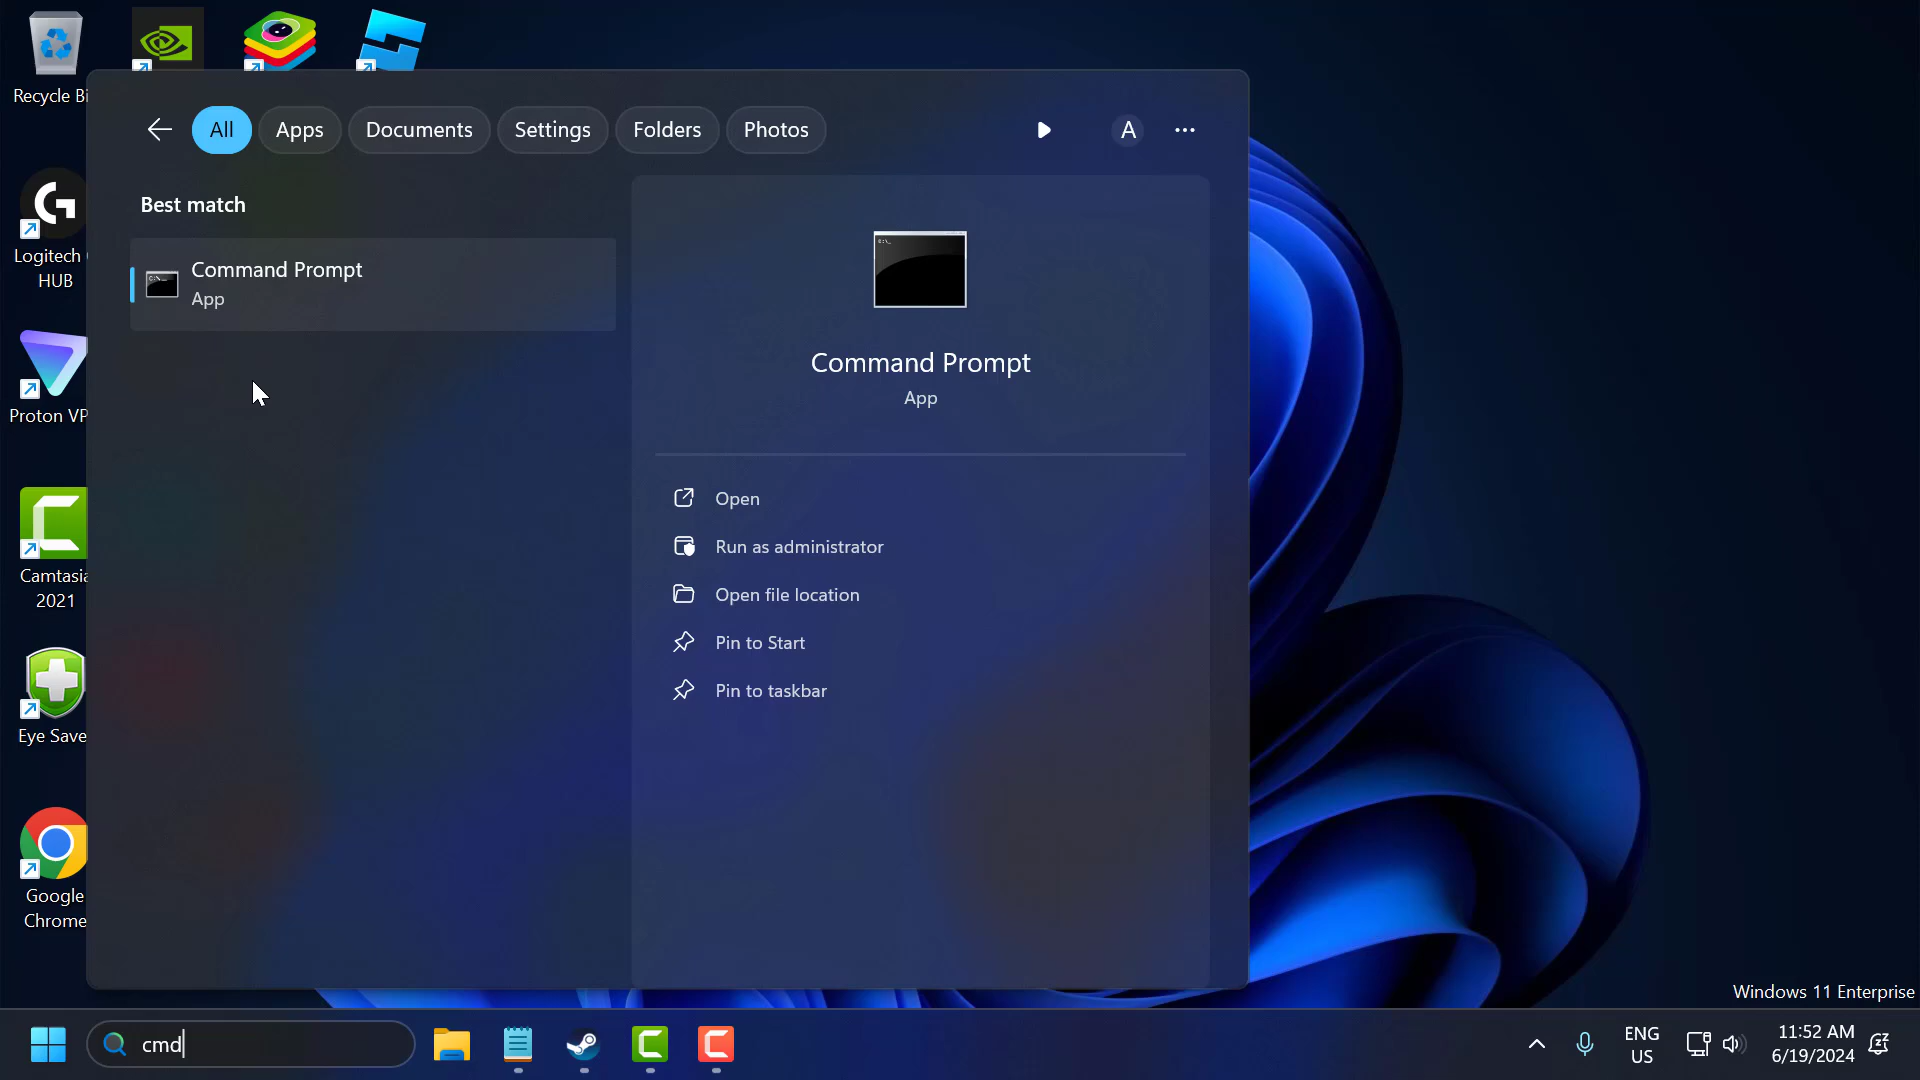 Recycle Bi
All
Apps
Documents
Settings
Folders
Photos
A
Best match
Command Prompt
App
Command Prompt
App
Open
Run as administrator
Open file location
Pin to Start
Pin to taskbar
Logitech
HUB
Proton VP
Camtasia
2021
Eye Save
Google
Chrome
Windows 11 Enterprise
cmd
ENG
US
11:52 AM
6/19/2024